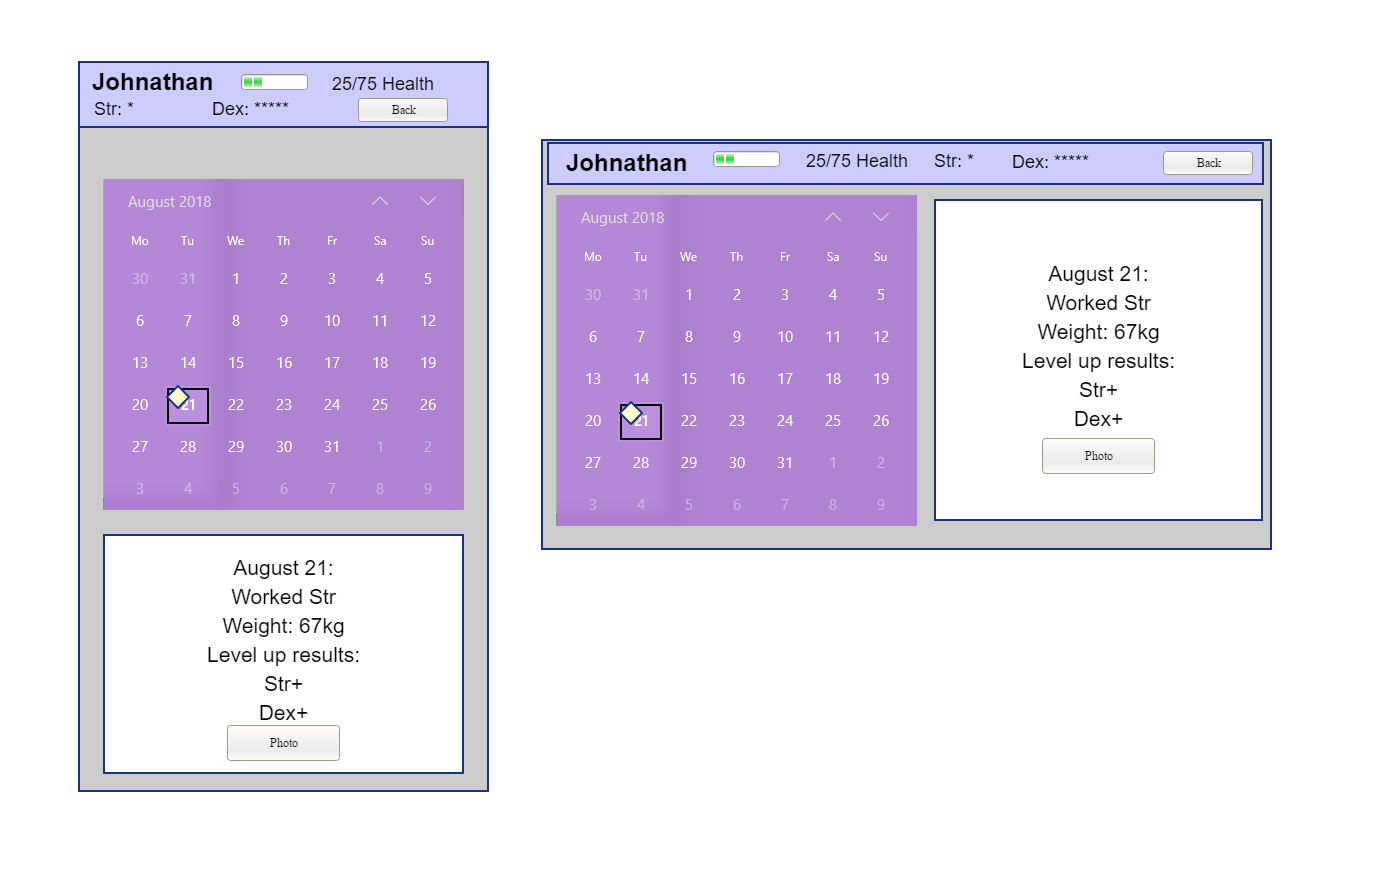 Johnathan 25/75 Health
Str: * Dex: ***** Back
August 2018
Mo Tu We Th Fr Sa Su
30 31 1 2 3 4 5
6 7 8 9 10 11 12
13 14 15 16 17 18 19
20 21 22 23 24 25 26
27 28 29 30 31 1 2
3 4 5 6 7 8 9
August 21:
Worked Str
Weight: 67kg
Level up results:
Str+
Dex+
Photo
Johnathan 25/75 Health Str: * Dex: ***** Back
August 2018
Mo Tu We Th Fr Sa Su
30 31 1 2 3 4 5
6 7 8 9 10 11 12
13 14 15 16 17 18 19
20 21 22 23 24 25 26
27 28 29 30 31 1 2
3 4 5 6 7 8 9
August 21:
Worked Str
Weight: 67kg
Level up results:
Str+
Dex+
Photo